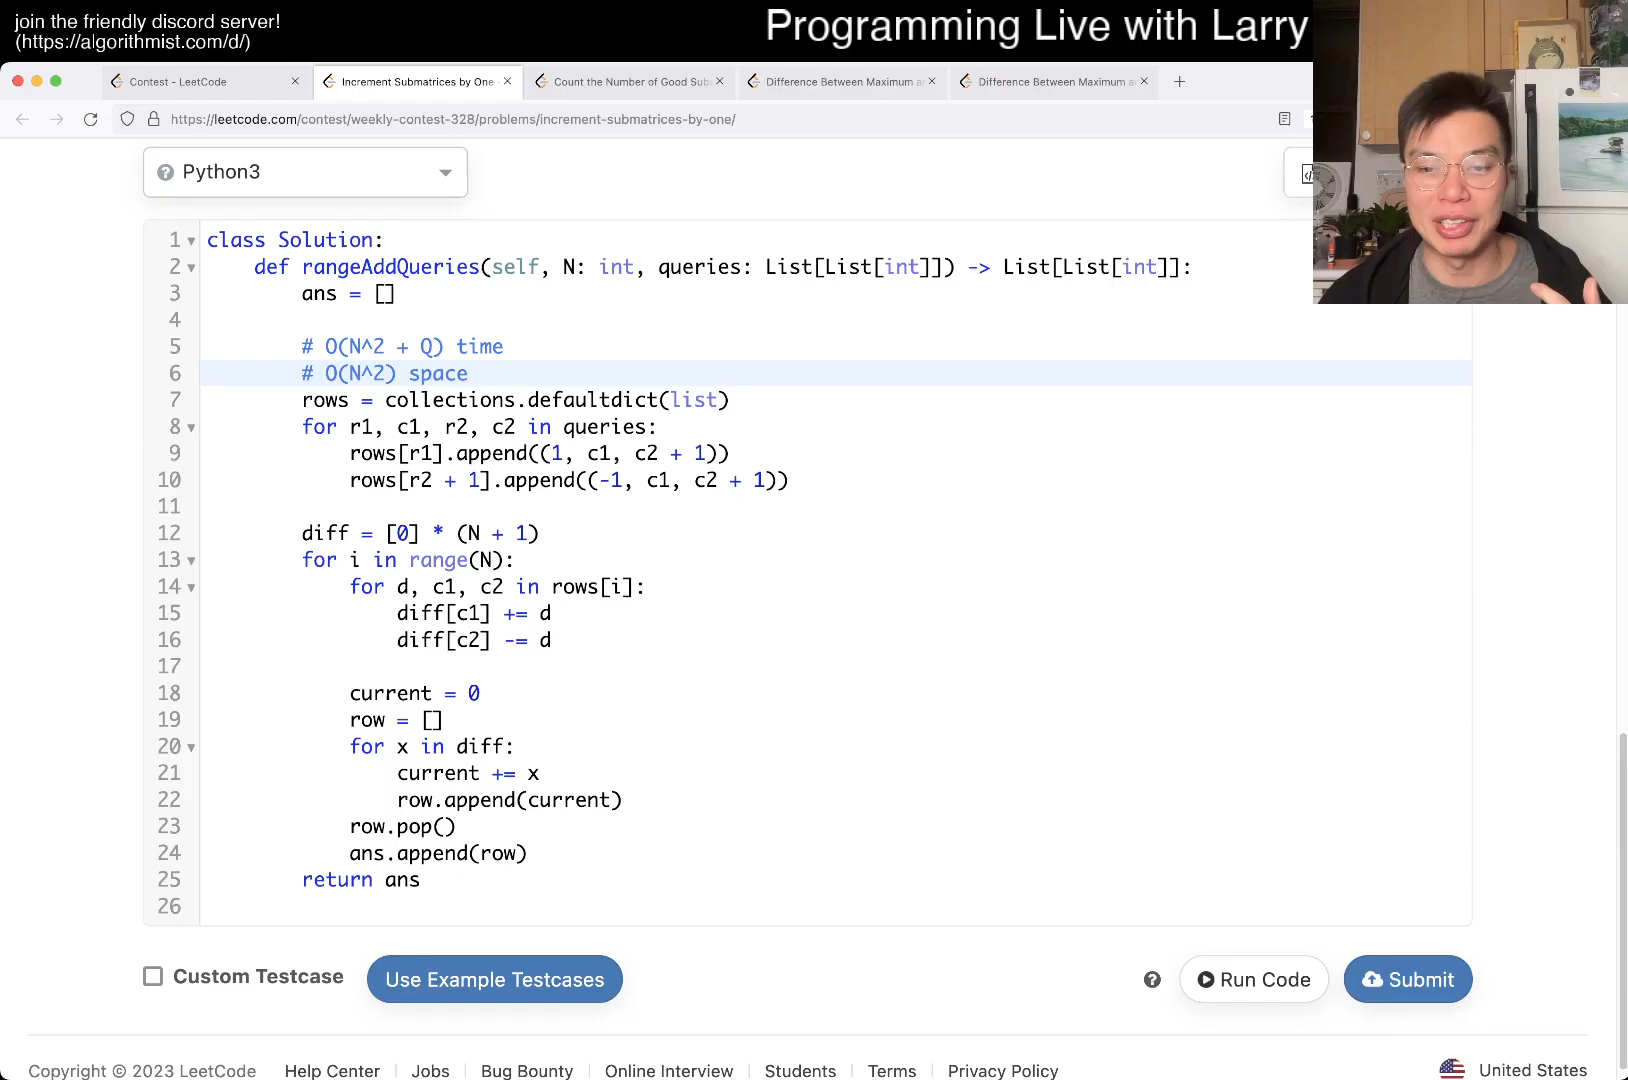 join the friendly discord server!
(https://algorithmist.com/d/)
Programming Live with Larry
Contest - LeetCode
Increment Submatrices by One -
Count the Number of Good Sub
Difference Between Maximum a
Difference Between Maximum a
https://leetcode.com/contest/weekly-contest-328/problems/increment-submatrices-by-one/
Python3
1 class Solution:
2     def rangeAddQueries(self, N: int, queries: List[List[int]]) -> List[List[int]]:
3         ans = []
4
5         # O(N^2 + Q) time
6         # O(N^2) space
7         rows = collections.defaultdict(list)
8         for r1, c1, r2, c2 in queries:
9             rows[r1].append((1, c1, c2 + 1))
10             rows[r2 + 1].append((-1, c1, c2 + 1))
11
12         diff = [0] * (N + 1)
13         for i in range(N):
14             for d, c1, c2 in rows[i]:
15                 diff[c1] += d
16                 diff[c2] -= d
17
18             current = 0
19             row = []
20             for x in diff:
21                 current += x
22                 row.append(current)
23             row.pop()
24             ans.append(row)
25         return ans
26
Custom Testcase
Use Example Testcases
Run Code
Submit
Copyright © 2023 LeetCode
Help Center
Jobs
Bug Bounty
Online Interview
Students
Terms
Privacy Policy
United States